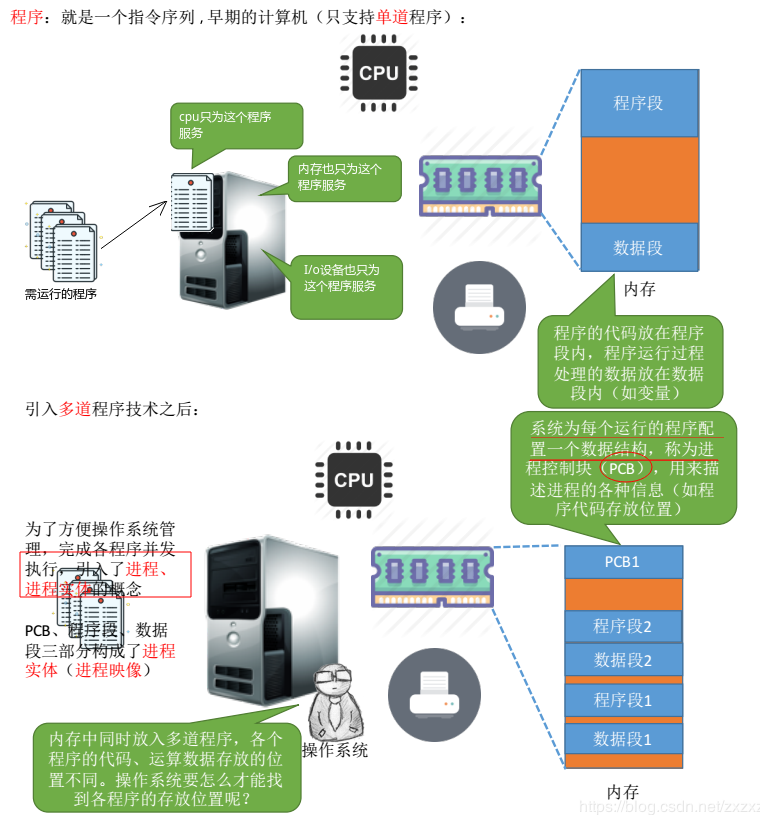 程序：就是一个指令序列，早期的计算机（只支持单道程序）：
CPU
程序段
cpu只为这个程序
服务
内存也只为这个
程序服务
数据段
I/o设备也只为
这个程序服务
需运行的程序
内存
程序的代码放在程序
段内，程序运行过程
处理的数据放在数据
段内（如变量）
引入多道程序技术之后：
系统为每个运行的程序配
置一个数据结构，称为进
程控制块（PCB），用来描
述进程的各种信息（如程
序代码存放位置）
CPU
为了方便操作系统管
理，完成各程序并发
执行，引入了进程、
进程实体的概念
PCB1
程序段2
PCB、程序段、数据
段三部分构成了进程
实体（进程映像）
数据段2
程序段1
数据段1
内存中同时放入多道程序，各个
程序的代码、运算数据存放的位
置不同。操作系统要怎么才能找
到各程序的存放位置呢？
操作系统
内存